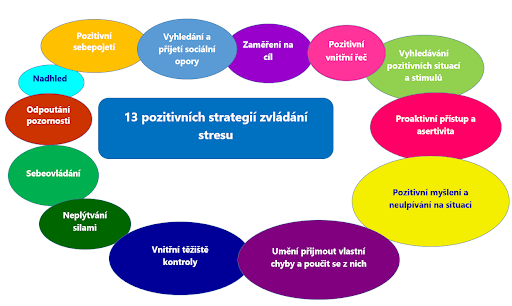 13 pozitivních strategií zvládání
stresu
Pozitivní
sebepojetí
Vyhledání a
přijetí sociální
opory
Zaměření na
cíl
Pozitivní
vnitřní řeč
Vyhledávání
pozitivních situací
a stimulů
Proaktivní přístup a
asertivita
Pozitivní myšlení a
neulpívání na situaci
Umění přijmout vlastní
chyby a poučit se z nich
Vnitřní těžiště
kontroly
Neplýtvání
silami
Sebeovládání
Odpoutání
pozornosti
Nadhled